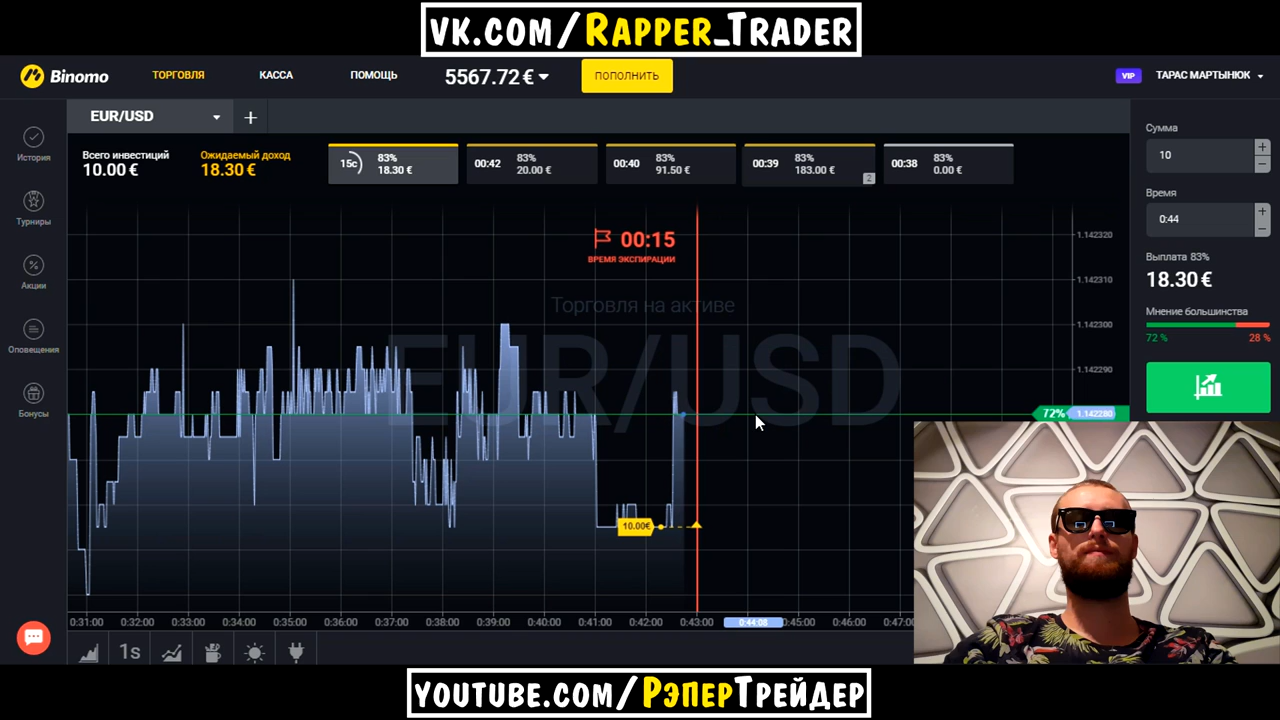 VK.COM/RAPPER_TRADER
Binomo
ТОРГОВЛЯ
КАССА
ПОМОЩЬ
5567.72 €
ПОПОЛНИТЬ
VIP
ТАРАС МАРТЫНЮК
EUR/USD
+
История
Турниры
Акции
Оповещения
Бонусы
Всего инвестиций
10.00 €
Ожидаемый доход
18.30 €
15с
83%
18.30 €
00:42
83%
20.00 €
00:40
83%
91.50 €
00:39
83%
183.00 €
2
00:38
83%
0.00 €
Сумма
10
+
−
Время
0:44
+
−
Выплата 83%
18.30 €
Мнение большинства
72 %
28 %
00:15
ВРЕМЯ ЭКСПИРАЦИИ
Торговля на активе
EUR/USD
1.142320
1.142310
1.142300
1.142290
72%
1.142280
10.00€
0:31:00
0:32:00
0:33:00
0:34:00
0:35:00
0:36:00
0:37:00
0:38:00
0:39:00
0:40:00
0:41:00
0:42:00
0:43:00
0:44:08
0:45:00
0:46:00
0:47:00
1s
YOUTUBE.COM/РЭПЕРТРЕЙДЕР